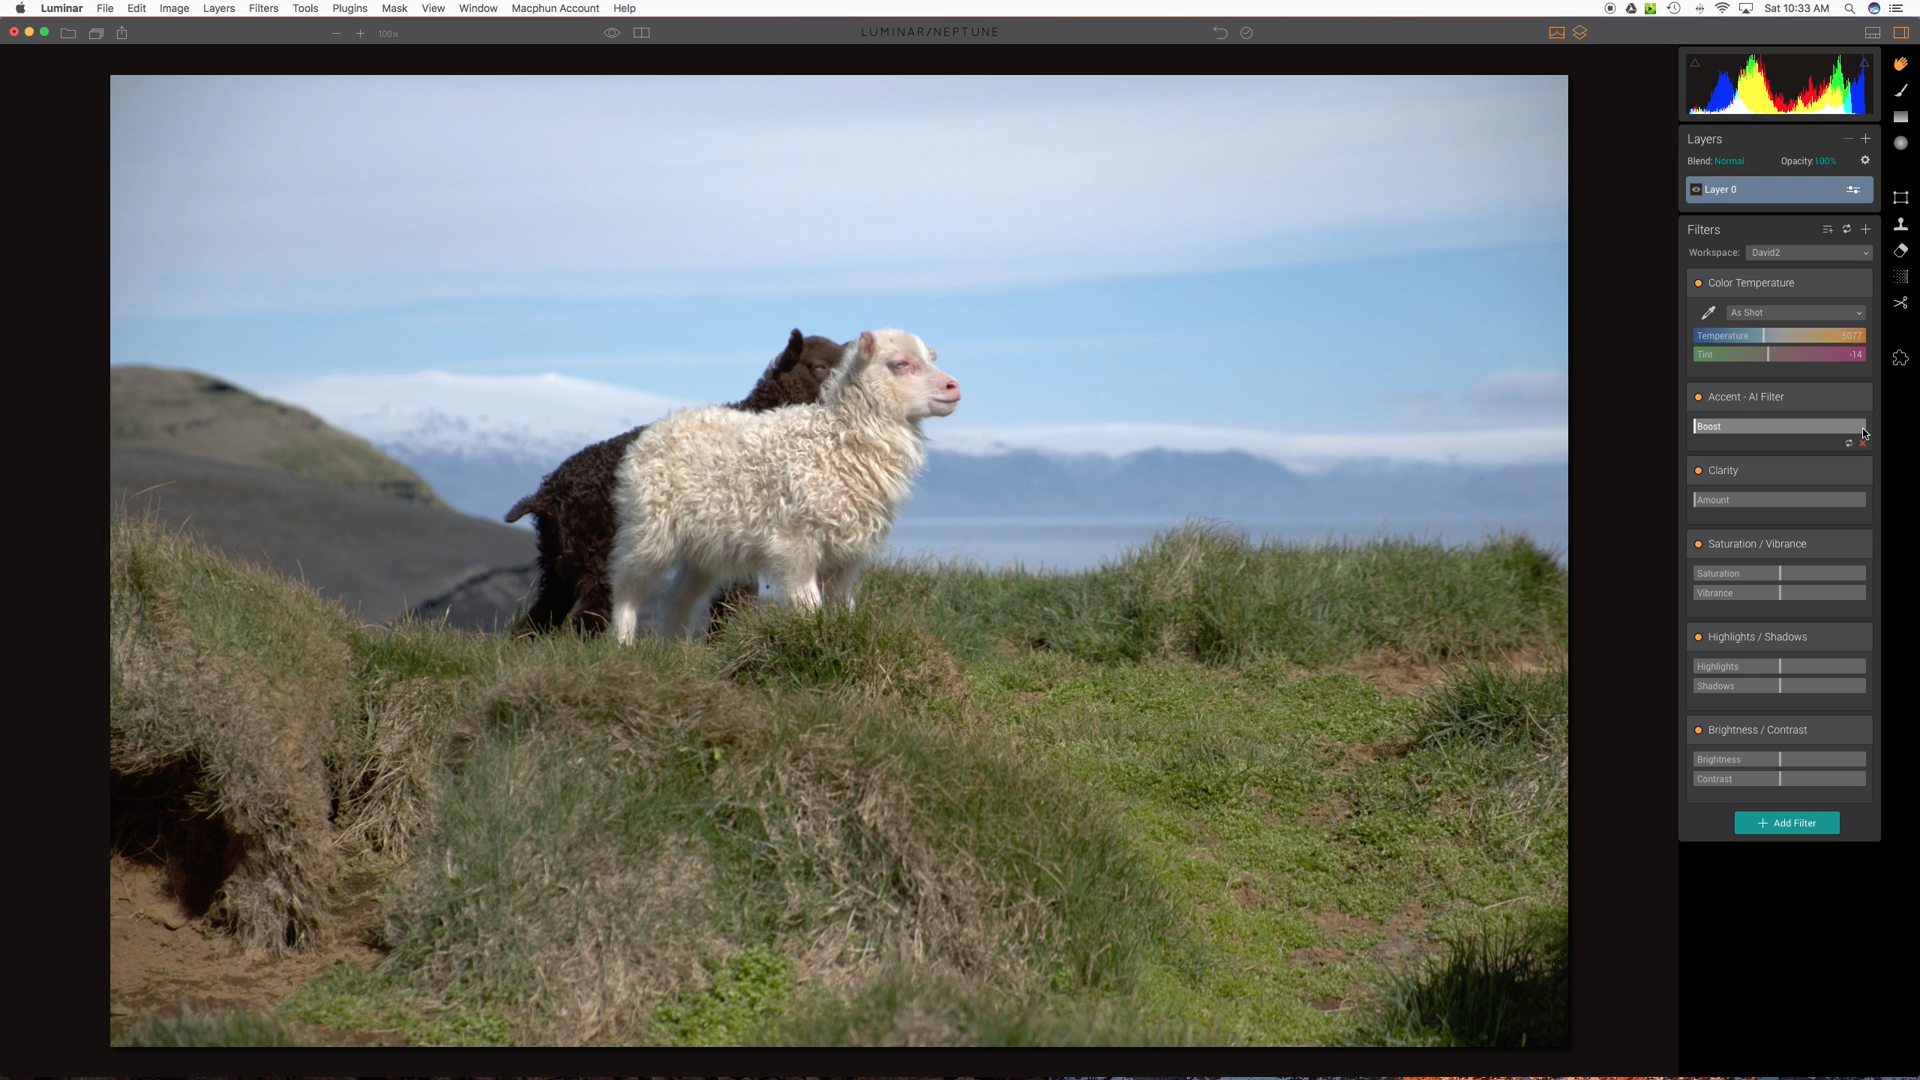 Luminar File Edit Image Layers Filters Tools Plugins Mask View Window Macphun Account Help Sat 10:33 AM
100%
LUMINAR/NEPTUNE
Layers
Blend: Normal Opacity: 100%
Layer 0
Filters
Workspace: David2
Color Temperature
As Shot
Temperature 5077
Tint -14
Accent - AI Filter
Boost
Clarity
Amount
Saturation / Vibrance
Saturation
Vibrance
Highlights / Shadows
Highlights
Shadows
Brightness / Contrast
Brightness
Contrast
+ Add Filter